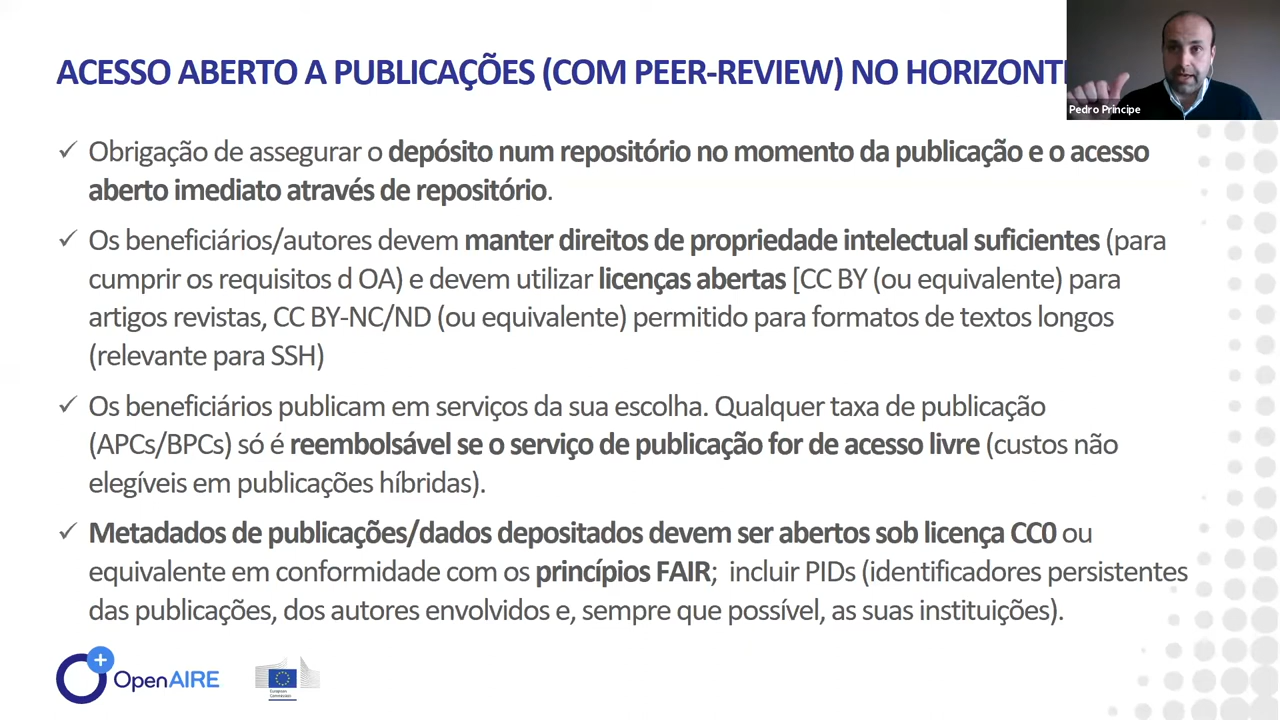 ACESSO ABERTO A PUBLICAÇÕES (COM PEER-REVIEW) NO HORIZONT
Pedro Príncipe
✓ Obrigação de assegurar o depósito num repositório no momento da publicação e o acesso
aberto imediato através de repositório.
✓ Os beneficiários/autores devem manter direitos de propriedade intelectual suficientes (para
cumprir os requisitos d OA) e devem utilizar licenças abertas [CC BY (ou equivalente) para
artigos revistas, CC BY-NC/ND (ou equivalente) permitido para formatos de textos longos
(relevante para SSH)
✓ Os beneficiários publicam em serviços da sua escolha. Qualquer taxa de publicação
(APCs/BPCs) só é reembolsável se o serviço de publicação for de acesso livre (custos não
elegíveis em publicações híbridas).
✓ Metadados de publicações/dados depositados devem ser abertos sob licença CC0 ou
equivalente em conformidade com os princípios FAIR;  incluir PIDs (identificadores persistentes
das publicações, dos autores envolvidos e, sempre que possível, as suas instituições).
OpenAIRE
European
Commission